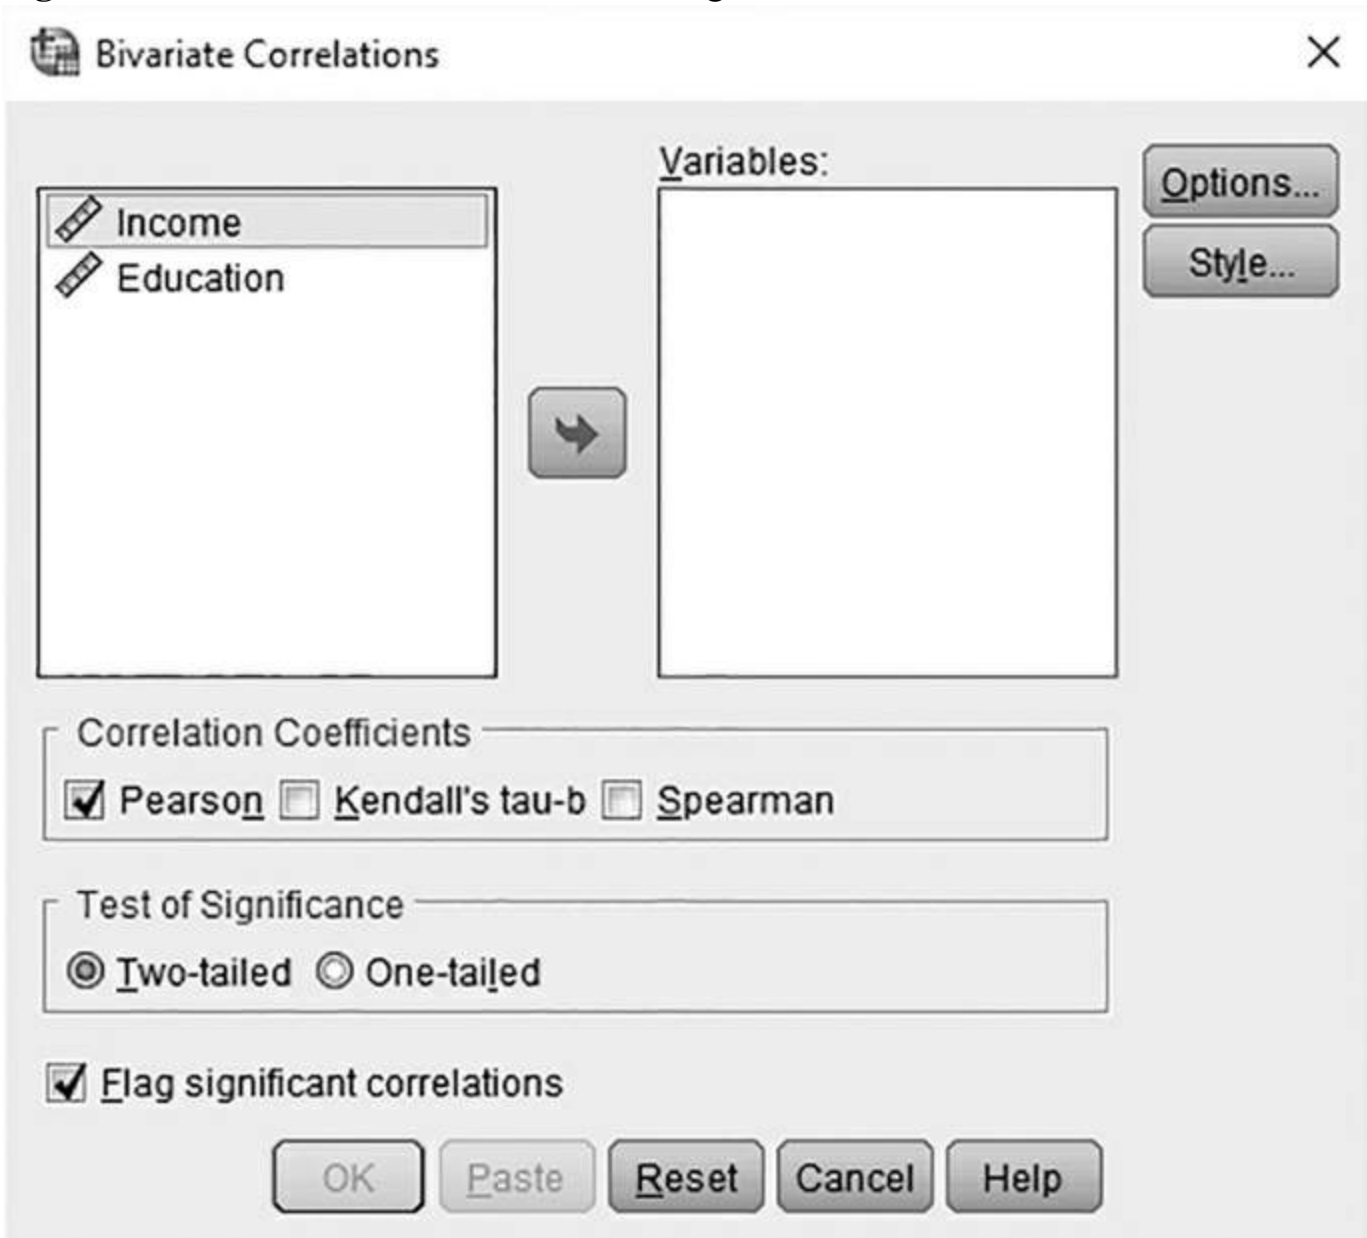 Bivariate Correlations
Variables:
Options...
Income
Education
Style...
Correlation Coefficients
Pearson Kendall's tau-b Spearman
Test of Significance
Two-tailed One-tailed
Flag significant correlations
OK Paste Reset Cancel Help